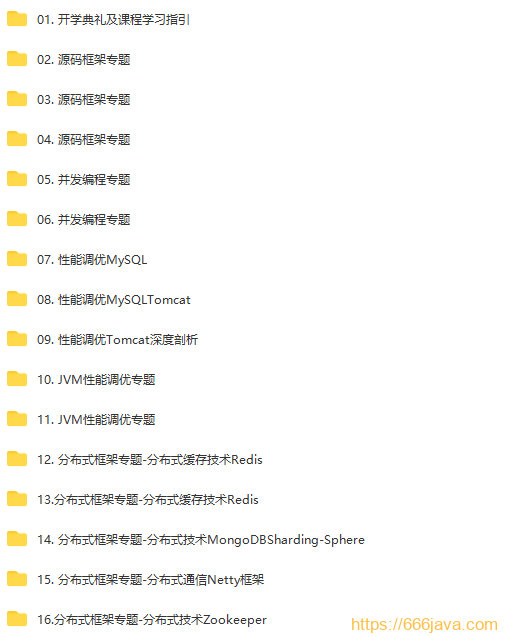 01. 开学典礼及课程学习指引
02. 源码框架专题
03. 源码框架专题
04. 源码框架专题
05. 并发编程专题
06. 并发编程专题
07. 性能调优MySQL
08. 性能调优MySQLTomcat
09. 性能调优Tomcat深度剖析
10. JVM性能调优专题
11. JVM性能调优专题
12. 分布式框架专题-分布式缓存技术Redis
13.分布式框架专题-分布式缓存技术Redis
14. 分布式框架专题-分布式技术MongoDBSharding-Sphere
15. 分布式框架专题-分布式通信Netty框架
16.分布式框架专题-分布式技术Zookeeper
https://666java.com